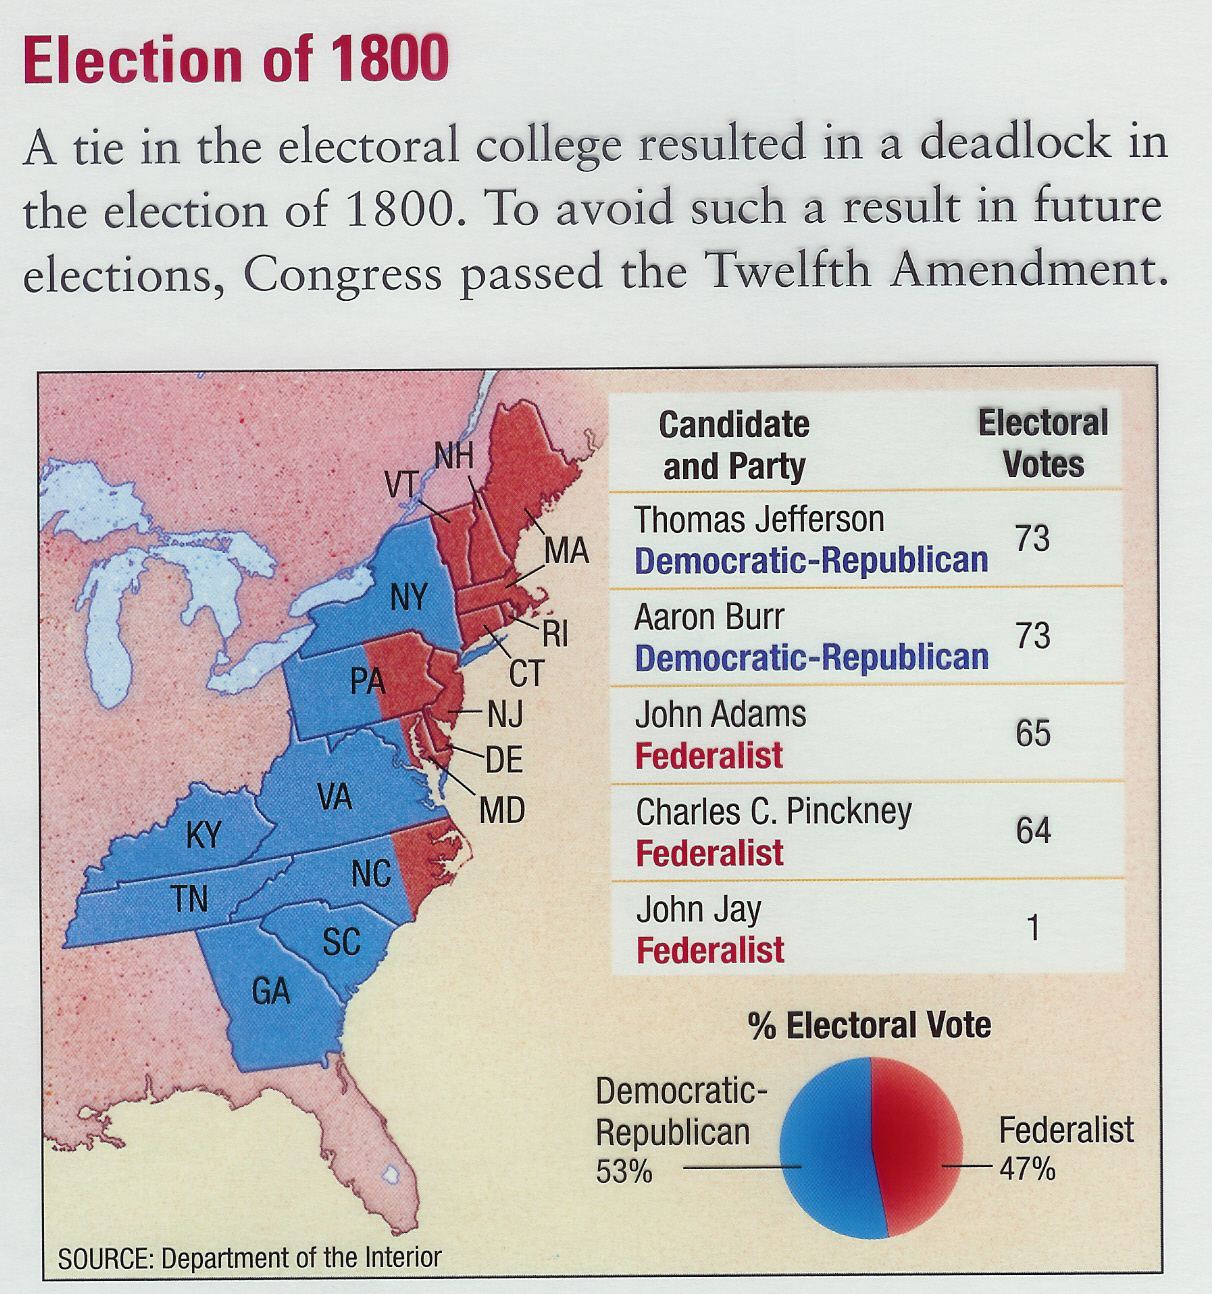 Election of 1800
A tie in the electoral college resulted in a deadlock in
the election of 1800. To avoid such a result in future
elections, Congress passed the Twelfth Amendment.
NH
VT
MA
NY
RI
CT
PA
NJ
DE
MD
VA
KY
NC
TN
SC
GA
Candidate and Party
Electoral Votes
Thomas Jefferson
Democratic-Republican
73
Aaron Burr
Democratic-Republican
73
John Adams
Federalist
65
Charles C. Pinckney
Federalist
64
John Jay
Federalist
1
% Electoral Vote
Democratic-
Republican
53%
Federalist
47%
SOURCE: Department of the Interior